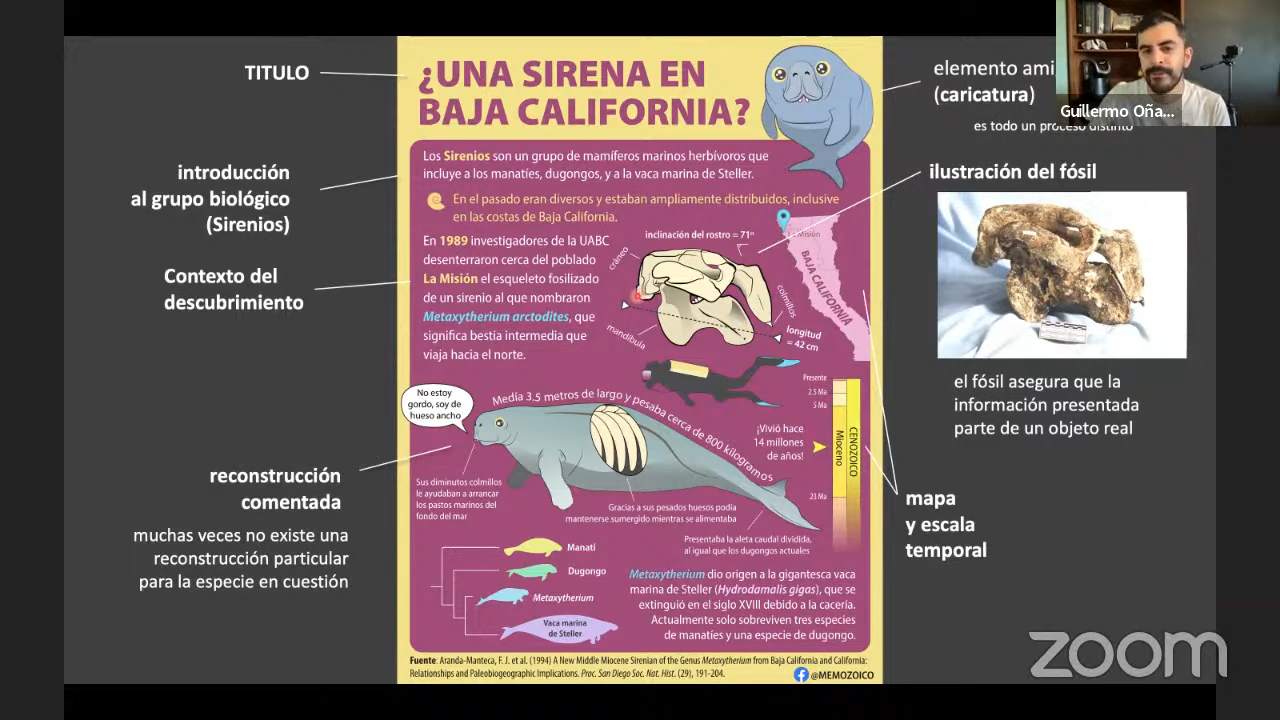 TITULO
introducción
al grupo biológico
(Sirenios)
Contexto del
descubrimiento
reconstrucción
comentada
muchas veces no existe una
reconstrucción particular
para la especie en cuestión
¿UNA SIRENA EN
BAJA CALIFORNIA?
Los Sirenios son un grupo de mamíferos marinos herbívoros que
incluye a los manatíes, dugongos, y a la vaca marina de Steller.
En el pasado eran diversos y estaban ampliamente distribuidos, inclusive
en las costas de Baja California.
En 1989 investigadores de la UABC
desenterraron cerca del poblado
La Misión el esqueleto fosilizado
de un sirenio al que nombraron
Metaxytherium arctodites, que
significa bestia intermedia que
viaja hacia el norte.
inclinación del rostro = 71°
cráneo
mandíbula
colmillos
longitud
= 42 cm
La Misión
BAJA CALIFORNIA
No estoy
gordo, soy de
hueso ancho
Medía 3.5 metros de largo y pesaba cerca de 800 kilogramos
Sus diminutos colmillos
le ayudaban a arrancar
los pastos marinos del
fondo del mar
Gracias a sus pesados huesos podía
mantenerse sumergido mientras se alimentaba
Presentaba la aleta caudal dividida,
al igual que los dugongos actuales
¡Vivió hace
14 millones
de años!
Presente
2.5 Ma
5 Ma
23 Ma
Mioceno
CENOZOICO
Manatí
Dugongo
Metaxytherium
Vaca marina
de Steller
Metaxytherium dio origen a la gigantesca vaca
marina de Steller (Hydrodamalis gigas), que se
extinguió en el siglo XVIII debido a la cacería.
Actualmente solo sobreviven tres especies
de manatíes y una especie de dugongo.
Fuente: Aranda-Manteca, F. J. et al. (1994) A New Middle Miocene Sirenian of the Genus Metaxytherium from Baja California and California:
Relationships and Paleobiogeographic Implications. Proc. San Diego Soc. Nat. Hist. (29), 191-204.
@MEMOZOICO
elemento ami
(caricatura)
es todo un proceso distinto
Guillermo Oña...
ilustración del fósil
el fósil asegura que la
información presentada
parte de un objeto real
mapa
y escala
temporal
zoom